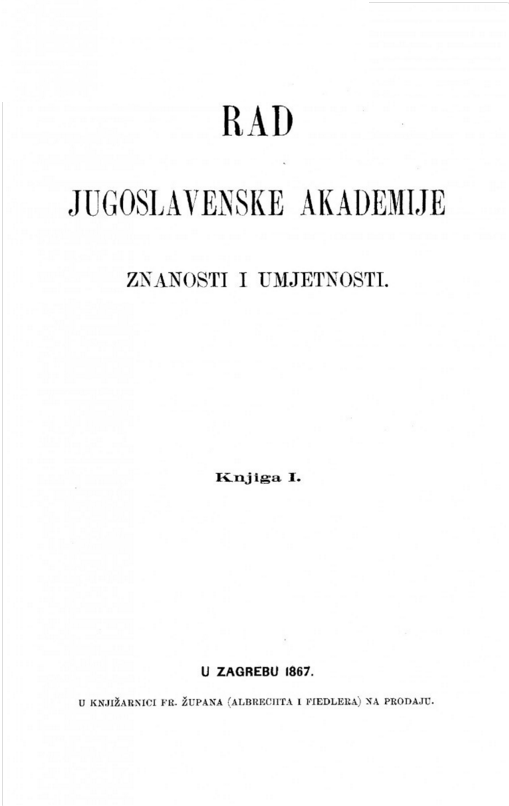 RAD
JUGOSLAVENSKE AKADEMIJE
ZNANOSTI I UMJETNOSTI.
Knjiga I.
U ZAGREBU 1867.
U KNJIŽARNICI FR. ŽUPANA (ALBRECHTA I FIEDLERA) NA PRODAJU.